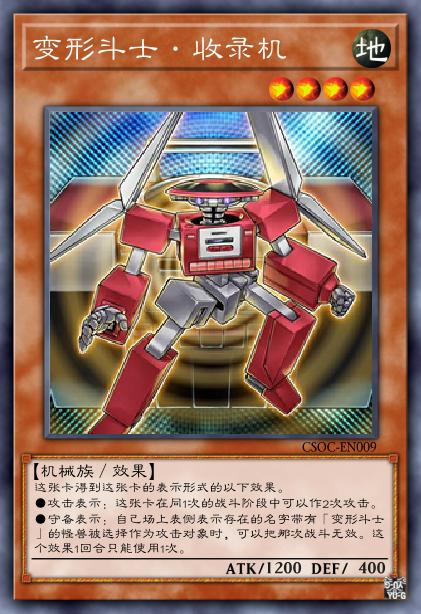 变形斗士·收录机
地
CSOC-EN009
【机械族/效果】
这张卡得到这张卡的表示形式的以下效果。
●攻击表示：这张卡在同1次的战斗阶段中可以作2次攻击。
●守备表示：自己场上表侧表示存在的名字带有「变形斗士
」的怪兽被选择作为攻击对象时，可以把那次战斗无效。这
个效果1回合只能使用1次。
ATK/1200 DEF/ 400